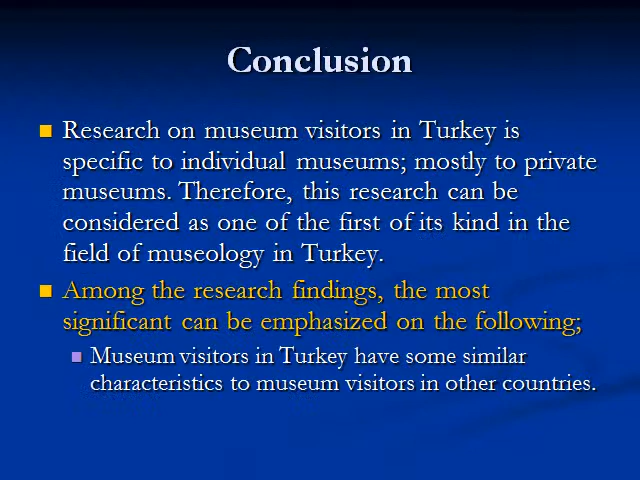 Conclusion
Research on museum visitors in Turkey is
specific to individual museums; mostly to private
museums. Therefore, this research can be
considered as one of the first of its kind in the
field of museology in Turkey.
Among the research findings, the most
significant can be emphasized on the following;
Museum visitors in Turkey have some similar
characteristics to museum visitors in other countries.